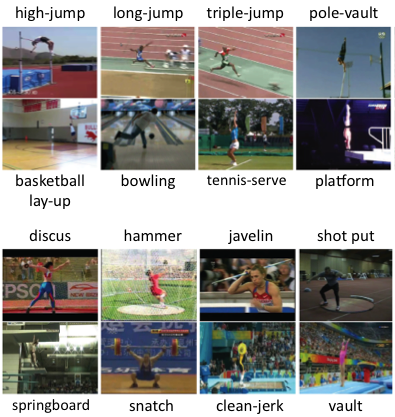 high-jump
long-jump
triple-jump
pole-vault
basketball
lay-up
bowling
tennis-serve
platform
discus
hammer
javelin
shot put
EPSON
springboard
snatch
clean-jerk
vault